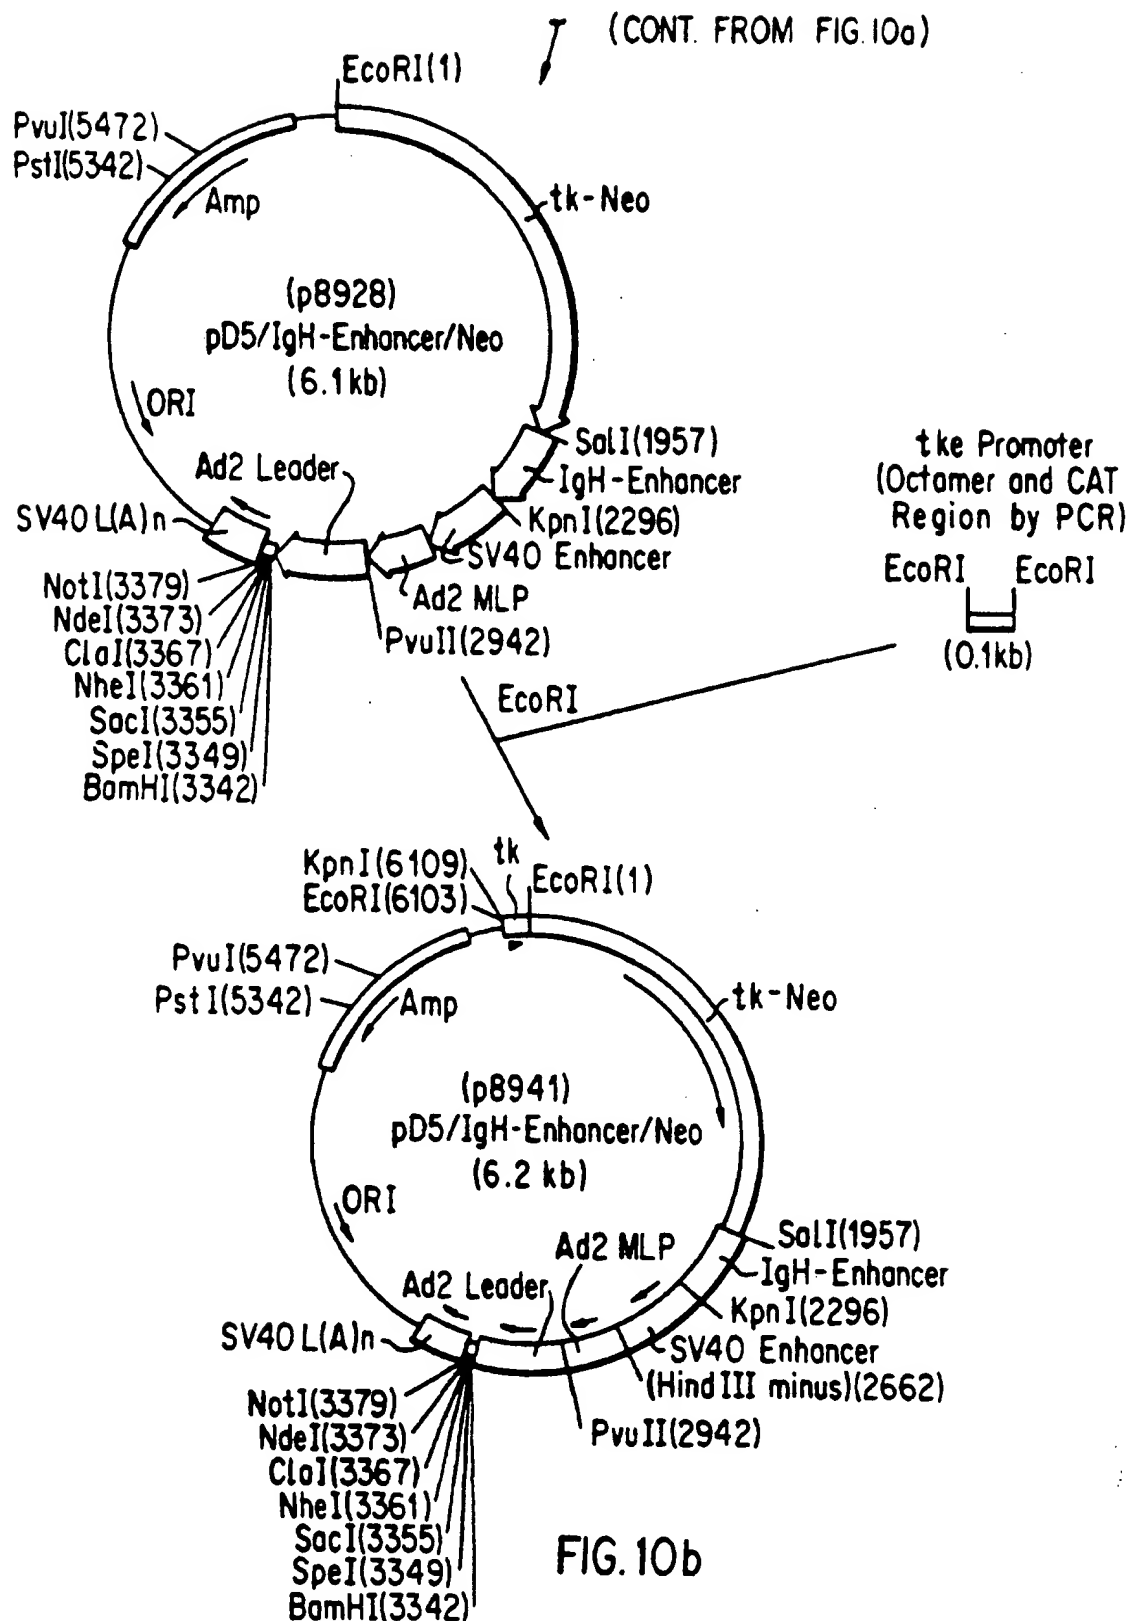 (CONT. FROM FIG. 10a)
EcoRI(1)
PvuI(5472)
PstI(5342)
Amp
tk-Neo
(p8928)
pD5/IgH-Enhancer/Neo
(6.1kb)
ORI
Ad2 Leader
SV40 L(A)n
SalI(1957)
IgH-Enhancer
KpnI(2296)
SV40 Enhancer
Ad2 MLP
PvuII(2942)
NotI(3379)
NdeI(3373)
ClaI(3367)
NheI(3361)
SacI(3355)
SpeI(3349)
BamHI(3342)
tke Promoter
(Octamer and CAT
Region by PCR)
EcoRI EcoRI
(0.1kb)
EcoRI
KpnI(6109)
EcoRI(6103)
tk
EcoRI(1)
PvuI(5472)
PstI(5342)
Amp
tk-Neo
(p8941)
pD5/IgH-Enhancer/Neo
(6.2 kb)
ORI
Ad2 MLP
Ad2 Leader
SV40 L(A)n
SalI(1957)
IgH-Enhancer
KpnI(2296)
SV40 Enhancer
(Hind III minus)(2662)
PvuII(2942)
NotI(3379)
NdeI(3373)
ClaI(3367)
NheI(3361)
SacI(3355)
SpeI(3349)
BamHI(3342)
FIG. 10b